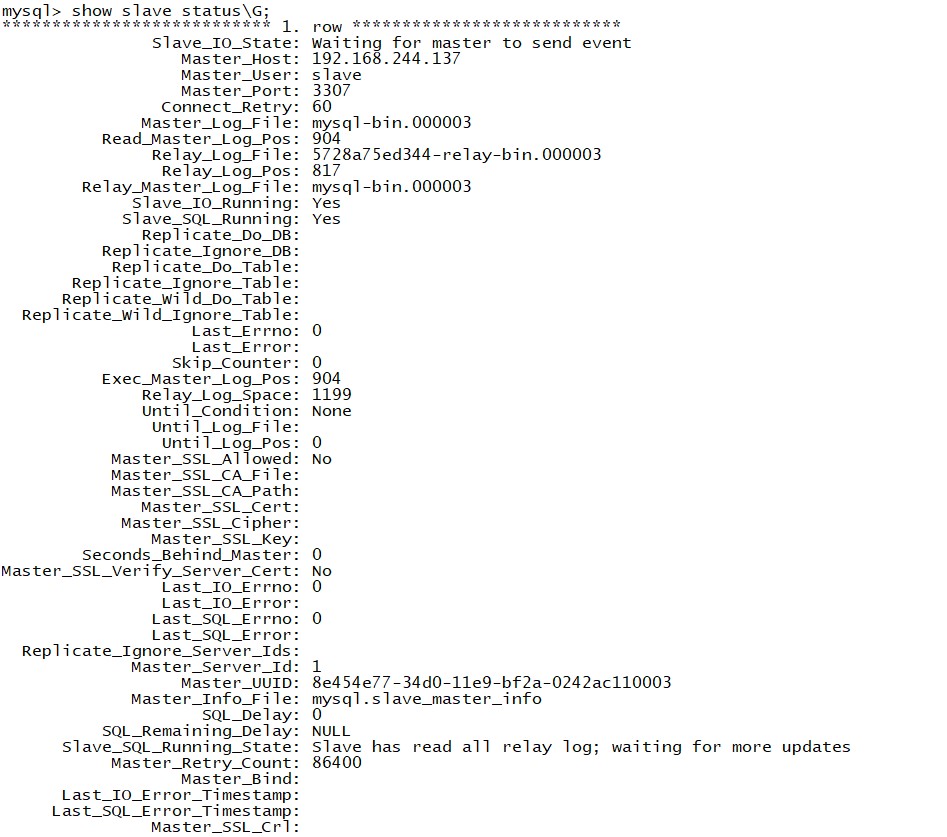 mysql> show slave status\G;
*************************** 1. row ***************************
Slave_IO_State: Waiting for master to send event
Master_Host: 192.168.244.137
Master_User: slave
Master_Port: 3307
Connect_Retry: 60
Master_Log_File: mysql-bin.000003
Read_Master_Log_Pos: 904
Relay_Log_File: 5728a75ed344-relay-bin.000003
Relay_Log_Pos: 817
Relay_Master_Log_File: mysql-bin.000003
Slave_IO_Running: Yes
Slave_SQL_Running: Yes
Replicate_Do_DB:
Replicate_Ignore_DB:
Replicate_Do_Table:
Replicate_Ignore_Table:
Replicate_Wild_Do_Table:
Replicate_Wild_Ignore_Table:
Last_Errno: 0
Last_Error:
Skip_Counter: 0
Exec_Master_Log_Pos: 904
Relay_Log_Space: 1199
Until_Condition: None
Until_Log_File:
Until_Log_Pos: 0
Master_SSL_Allowed: No
Master_SSL_CA_File:
Master_SSL_CA_Path:
Master_SSL_Cert:
Master_SSL_Cipher:
Master_SSL_Key:
Seconds_Behind_Master: 0
Master_SSL_Verify_Server_Cert: No
Last_IO_Errno: 0
Last_IO_Error:
Last_SQL_Errno: 0
Last_SQL_Error:
Replicate_Ignore_Server_Ids:
Master_Server_Id: 1
Master_UUID: 8e454e77-34d0-11e9-bf2a-0242ac110003
Master_Info_File: mysql.slave_master_info
SQL_Delay: 0
SQL_Remaining_Delay: NULL
Slave_SQL_Running_State: Slave has read all relay log; waiting for more updates
Master_Retry_Count: 86400
Master_Bind:
Last_IO_Error_Timestamp:
Last_SQL_Error_Timestamp:
Master_SSL_Crl: